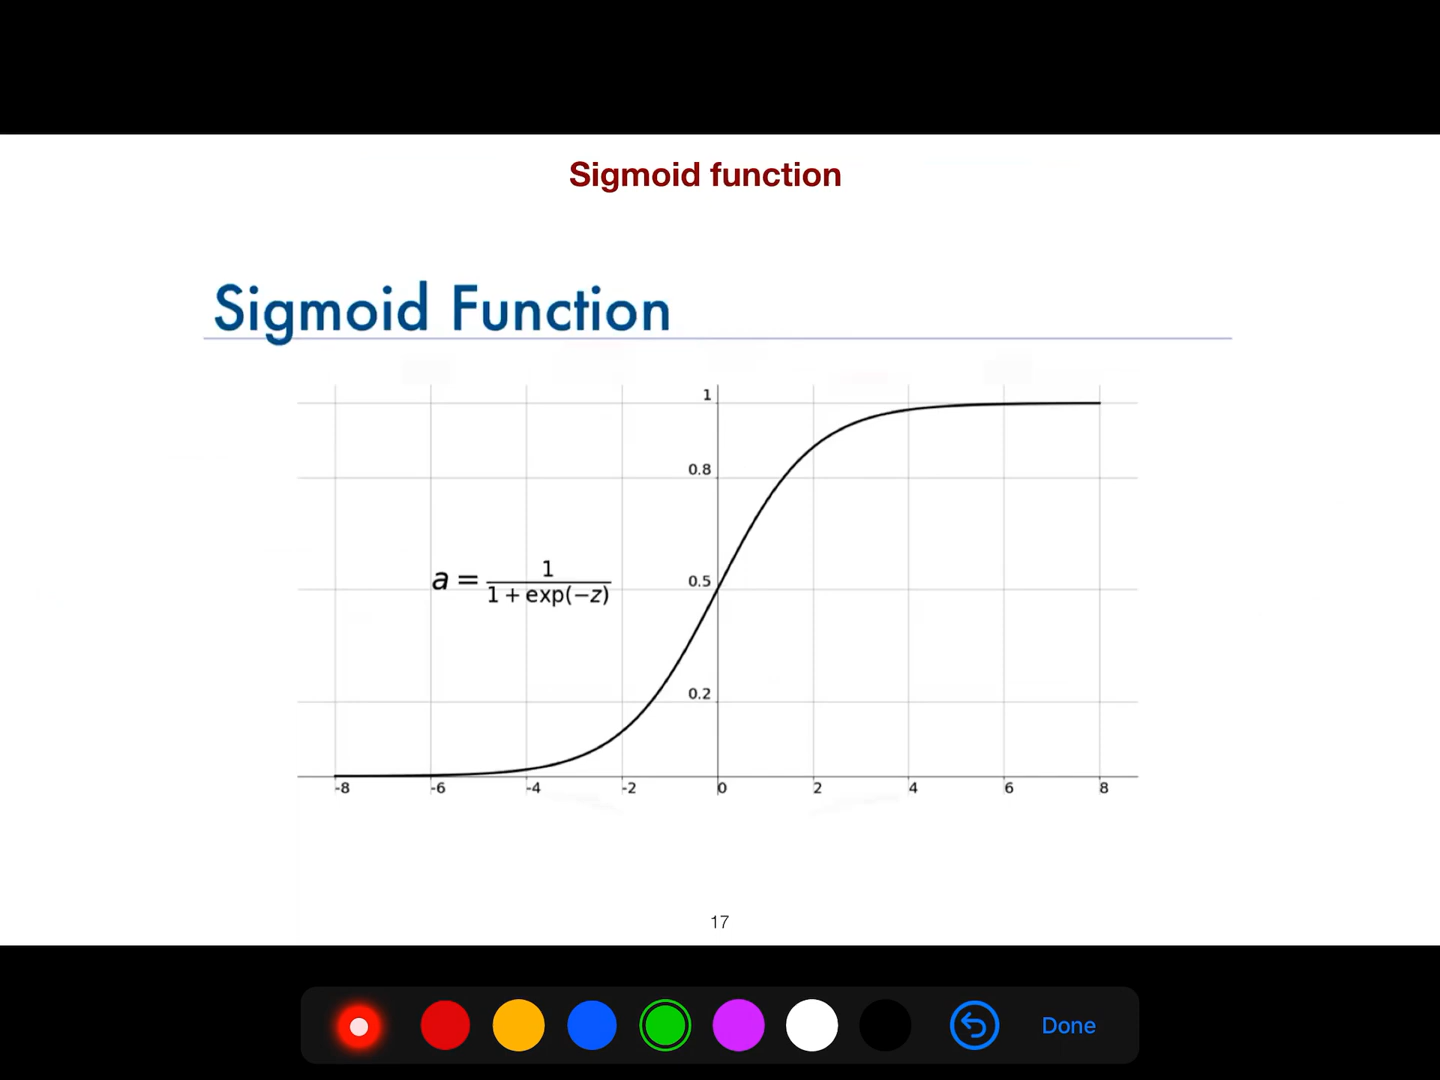 Sigmoid function
Sigmoid Function
1
0.8
a = 1 / (1 + exp(−z))
0.5
0.2
-8 -6 -4 -2 0 2 4 6 8
17
Done